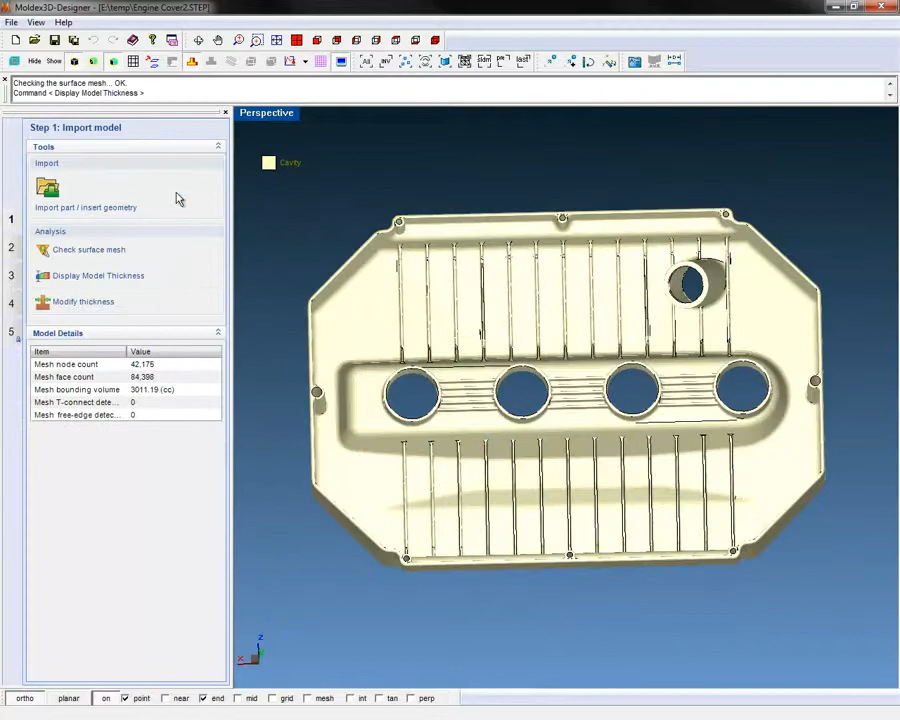 Moldex3D-Designer - [E:\temp\Engine Cover2.STEP]
File View Help
Hide Show
Checking the surface mesh... OK.
Command < Display Model Thickness >
Perspective
Step 1: Import model
Tools
Import
Import part / insert geometry
Analysis
Check surface mesh
Display Model Thickness
Modify thickness
1
2
3
4
5
Model Details
Item Value
Mesh node count 42,175
Mesh face count 84,398
Mesh bounding volume 3011.19 (cc)
Mesh T-connect dete... 0
Mesh free-edge detec... 0
Cavity
z
x
ortho planar on point near end mid grid mesh int tan perp